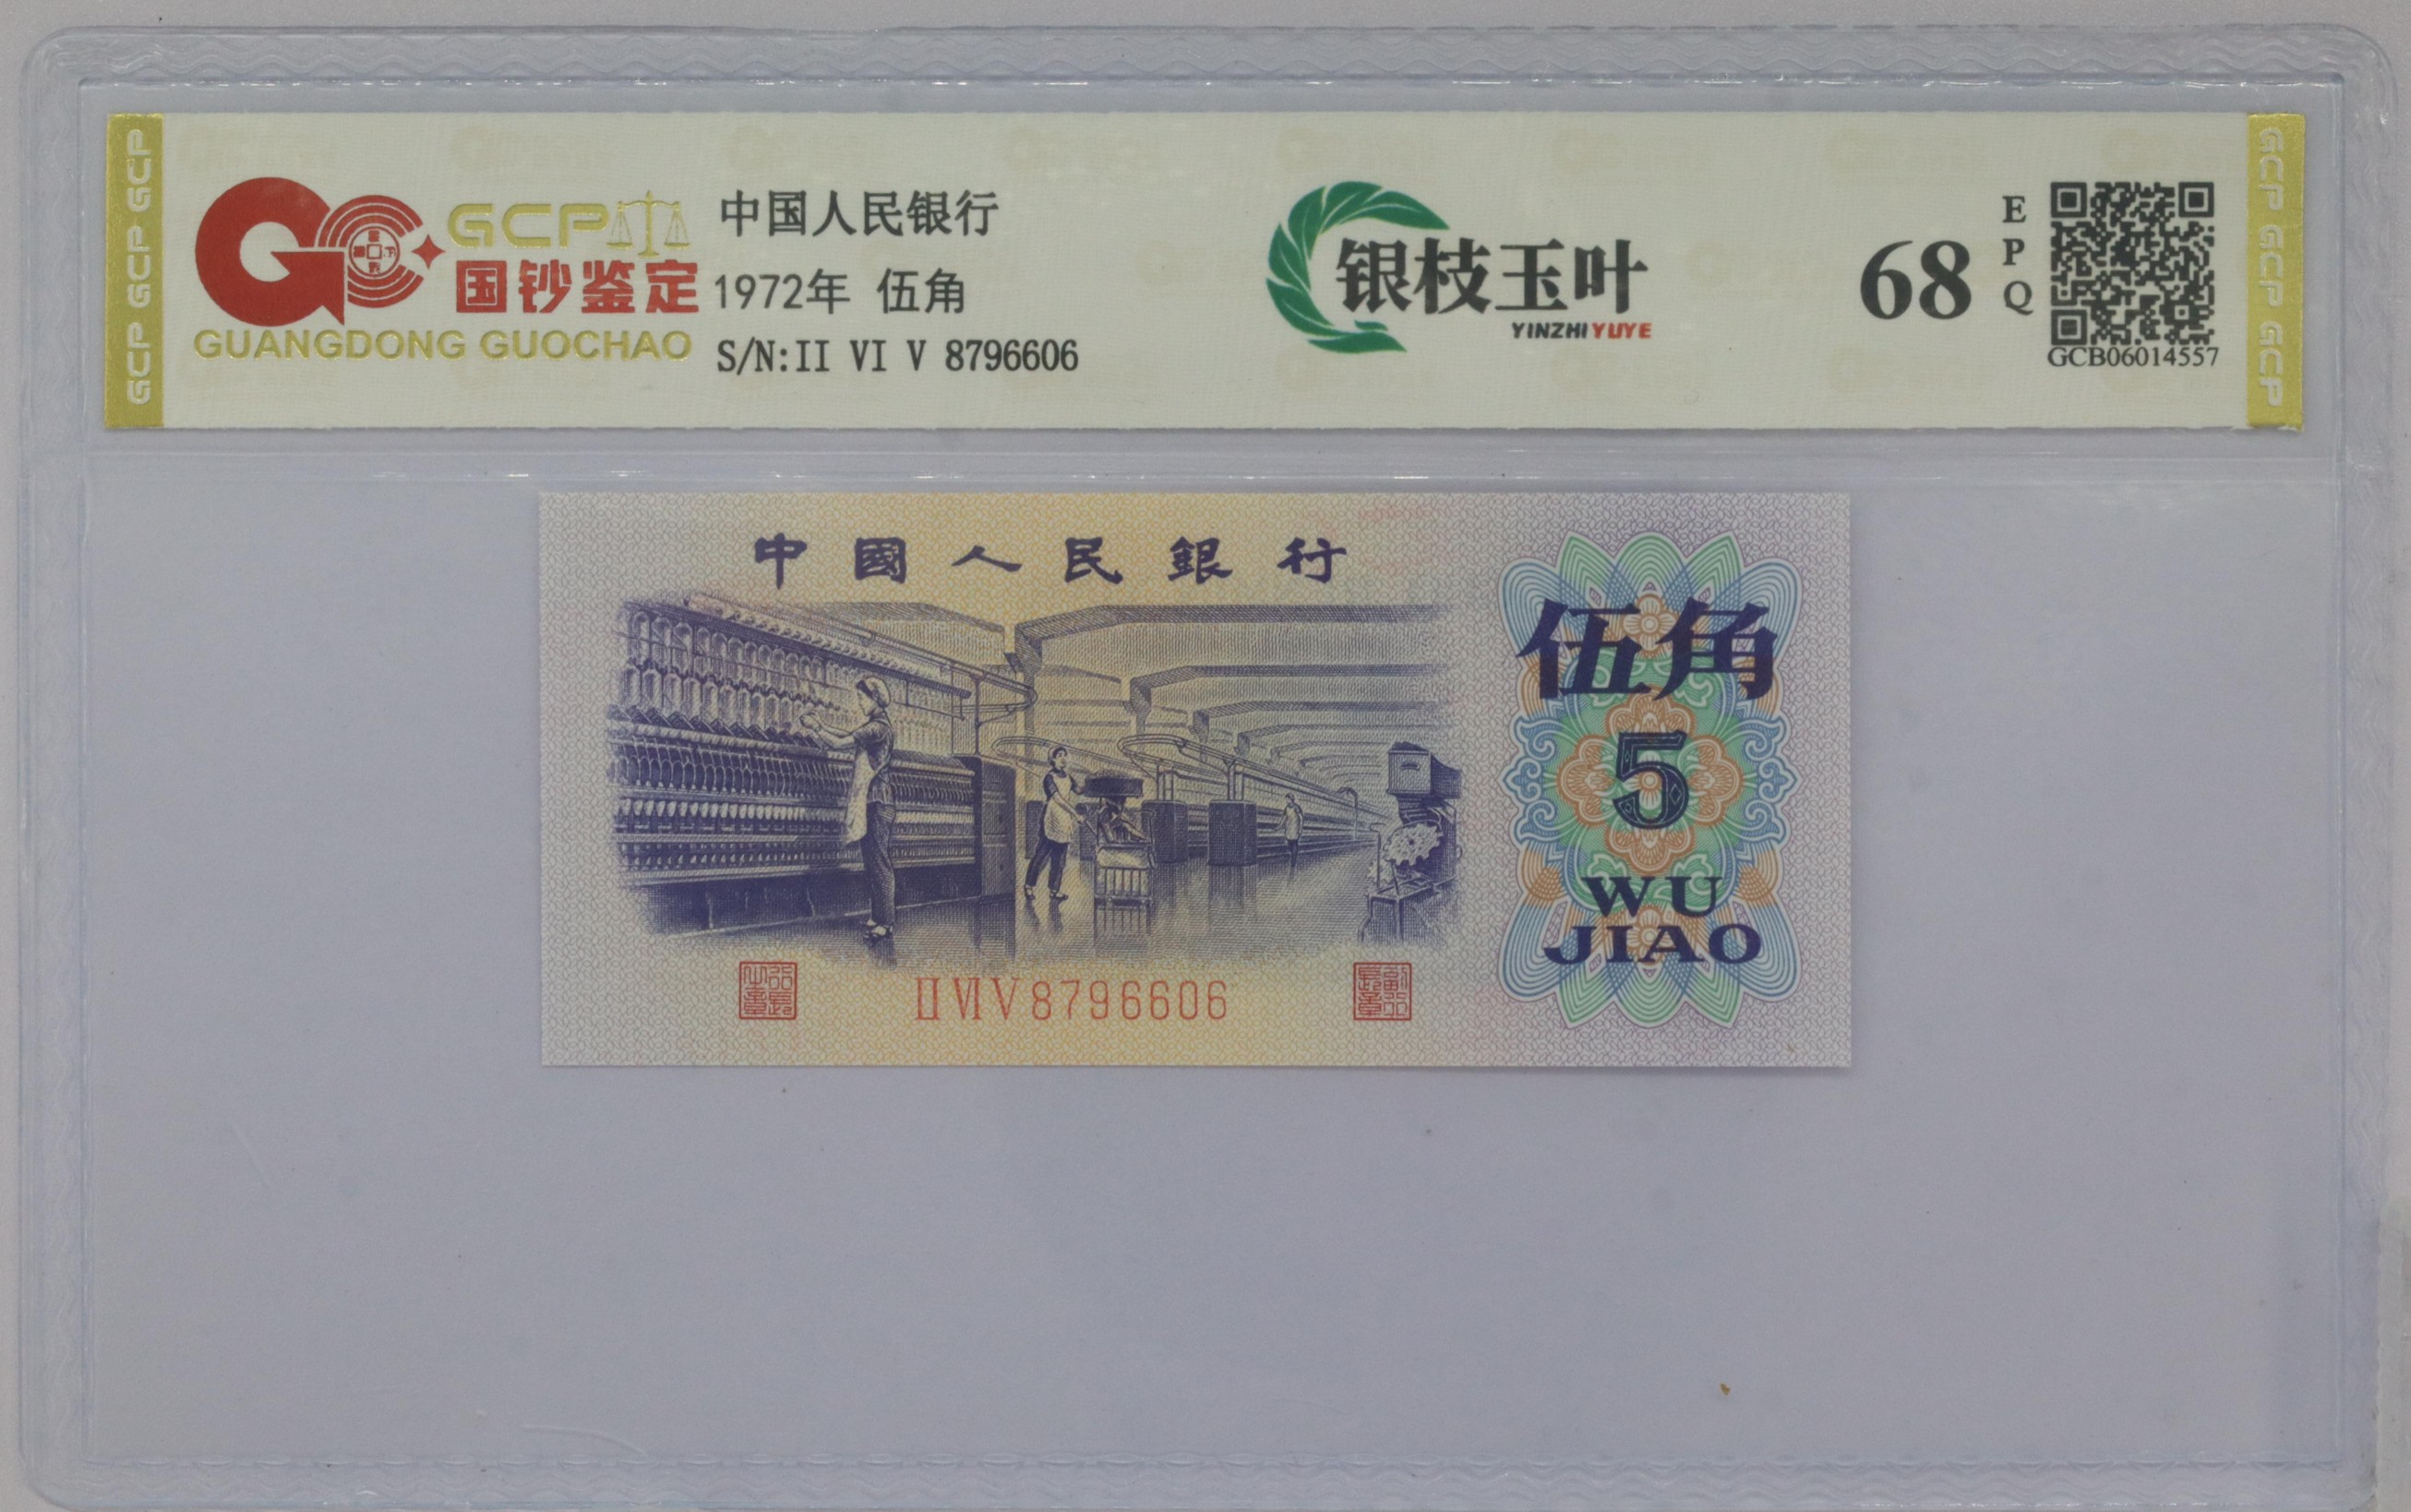 GCP GCP GCP
GCP
国钞鉴定
GUANGDONG GUOCHAO
中国人民银行
1972年 伍角
S/N:II VI V 8796606
银枝玉叶
YINZHIYUYE
68
EPQ
GCB06014557
GCP GCP GCP
中國人民銀行
伍角
5
WU
JIAO
II VI V 8796606